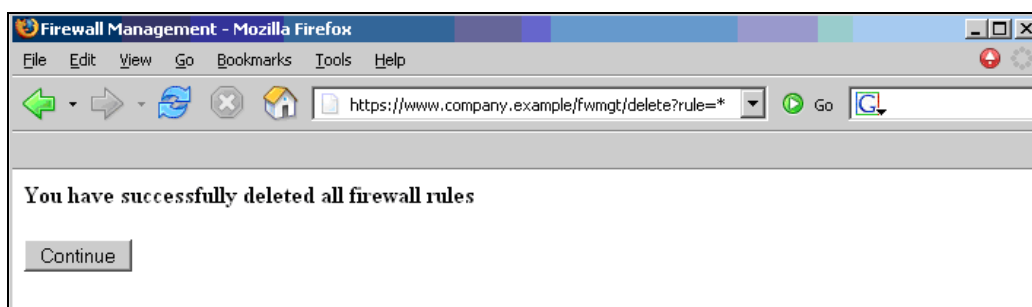 Firewall Management - Mozilla Firefox
File Edit View Go Bookmarks Tools Help
https://www.company.example/fwmgt/delete?rule=* Go G
You have successfully deleted all firewall rules
Continue